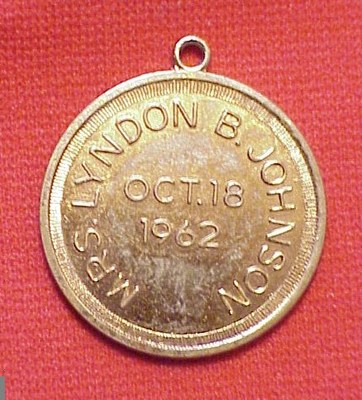 MRS. LYNDON B. JOHNSON
OCT. 18
1962